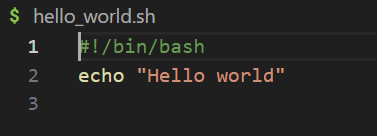 $ hello_world.sh
1 #!/bin/bash
2 echo "Hello world"
3